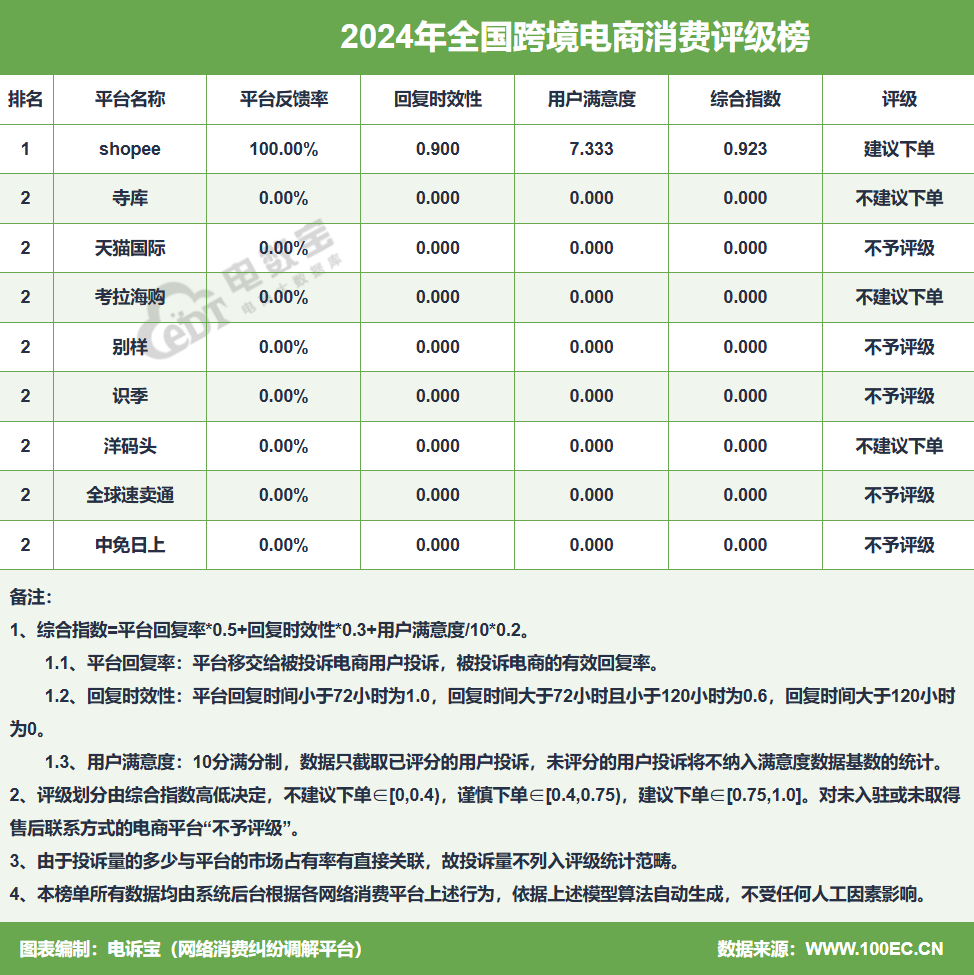 2024年全国跨境电商消费评级榜
排名 平台名称 平台反馈率 回复时效性 用户满意度 综合指数 评级
1 shopee 100.00% 0.900 7.333 0.923 建议下单
2 寺库 0.00% 0.000 0.000 0.000 不建议下单
2 天猫国际 0.00% 0.000 0.000 0.000 不予评级
2 考拉海购 0.00% 0.000 0.000 0.000 不建议下单
2 别样 0.00% 0.000 0.000 0.000 不予评级
2 识季 0.00% 0.000 0.000 0.000 不予评级
2 洋码头 0.00% 0.000 0.000 0.000 不建议下单
2 全球速卖通 0.00% 0.000 0.000 0.000 不予评级
2 中免日上 0.00% 0.000 0.000 0.000 不予评级
电数宝
电商大数据库
eDT
备注：
1、综合指数=平台回复率*0.5+回复时效性*0.3+用户满意度/10*0.2。
1.1、平台回复率：平台移交给被投诉电商用户投诉，被投诉电商的有效回复率。
1.2、回复时效性：平台回复时间小于72小时为1.0，回复时间大于72小时且小于120小时为0.6，回复时间大于120小时
为0。
1.3、用户满意度：10分满分制，数据只截取已评分的用户投诉，未评分的用户投诉将不纳入满意度数据基数的统计。
2、评级划分由综合指数高低决定，不建议下单∈[0,0.4)，谨慎下单∈[0.4,0.75)，建议下单∈[0.75,1.0]。对未入驻或未取得
售后联系方式的电商平台“不予评级”。
3、由于投诉量的多少与平台的市场占有率有直接关联，故投诉量不列入评级统计范畴。
4、本榜单所有数据均由系统后台根据各网络消费平台上述行为，依据上述模型算法自动生成，不受任何人工因素影响。
图表编制：电诉宝（网络消费纠纷调解平台） 数据来源：WWW.100EC.CN